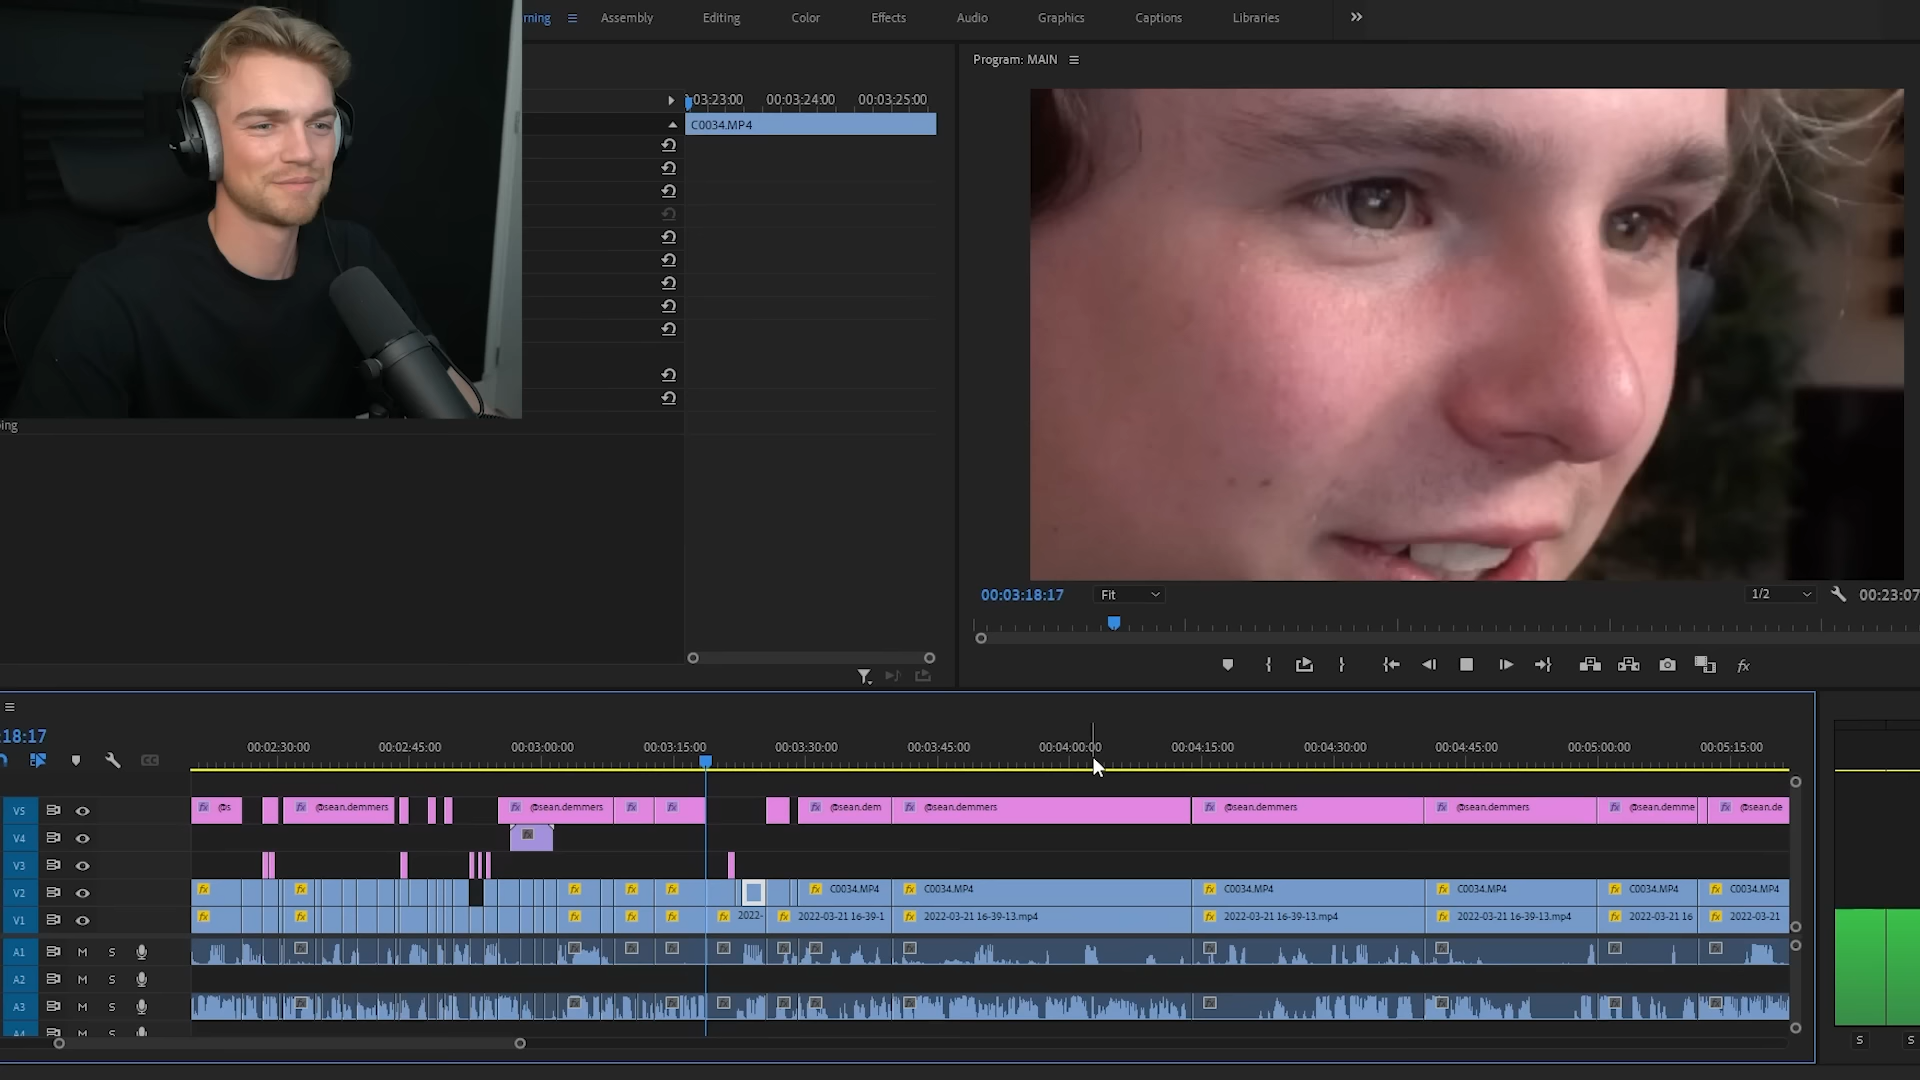 rning Assembly Editing Color Effects Audio Graphics Captions Libraries
Program: MAIN
03:23:00 00:03:24:00 00:03:25:00
C0034.MP4
ing
00:03:18:17 Fit 1/2 00:23:07
:18:17
00:02:30:00 00:02:45:00 00:03:00:00 00:03:15:00 00:03:30:00 00:03:45:00 00:04:00:00 00:04:15:00 00:04:30:00 00:04:45:00 00:05:00:00 00:05:15:00
V5 @s @sean.demmers @sean.demmers @sean.dem @sean.demmers @sean.demmers @sean.demmers @sean.demme @sean.de
V4
V3
V2 C0034.MP4 C0034.MP4 C0034.MP4 C0034.MP4 C0034.MP4 C0034.MP4
V1 2022- 2022-03-21 16-39-1 2022-03-21 16-39-13.mp4 2022-03-21 16-39-13.mp4 2022-03-21 16-39-13.mp4 2022-03-21 16 2022-03-21
A1 M S
A2 M S
A3 M S
A4 M S
S S